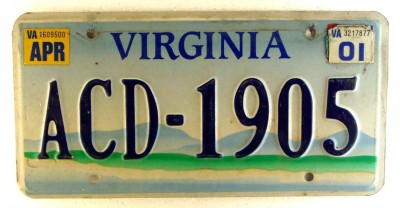 VA 1609500
APR
VIRGINIA
VA 3217877
01
ACD-1905